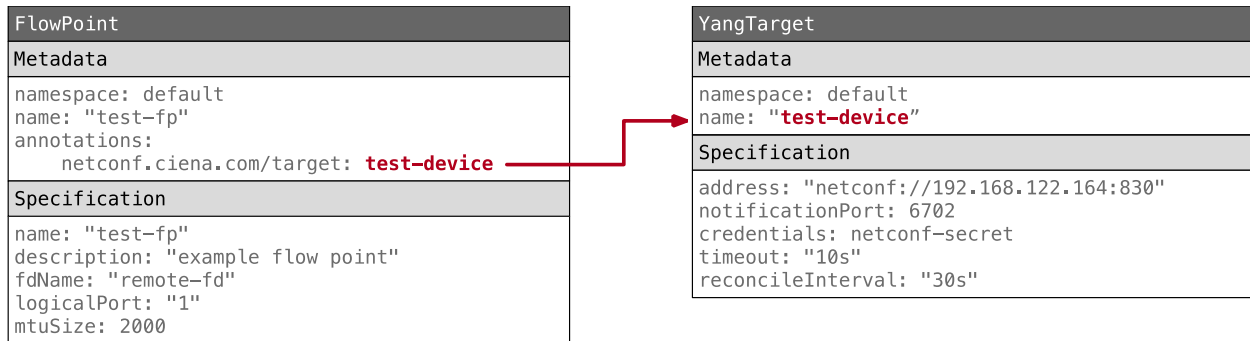 FlowPoint
Metadata
namespace: default
name: "test-fp"
annotations:
    netconf.ciena.com/target: test-device
Specification
name: "test-fp"
description: "example flow point"
fdName: "remote-fd"
logicalPort: "1"
mtuSize: 2000
YangTarget
Metadata
namespace: default
name: "test-device”
Specification
address: "netconf://192.168.122.164:830"
notificationPort: 6702
credentials: netconf-secret
timeout: "10s"
reconcileInterval: "30s"